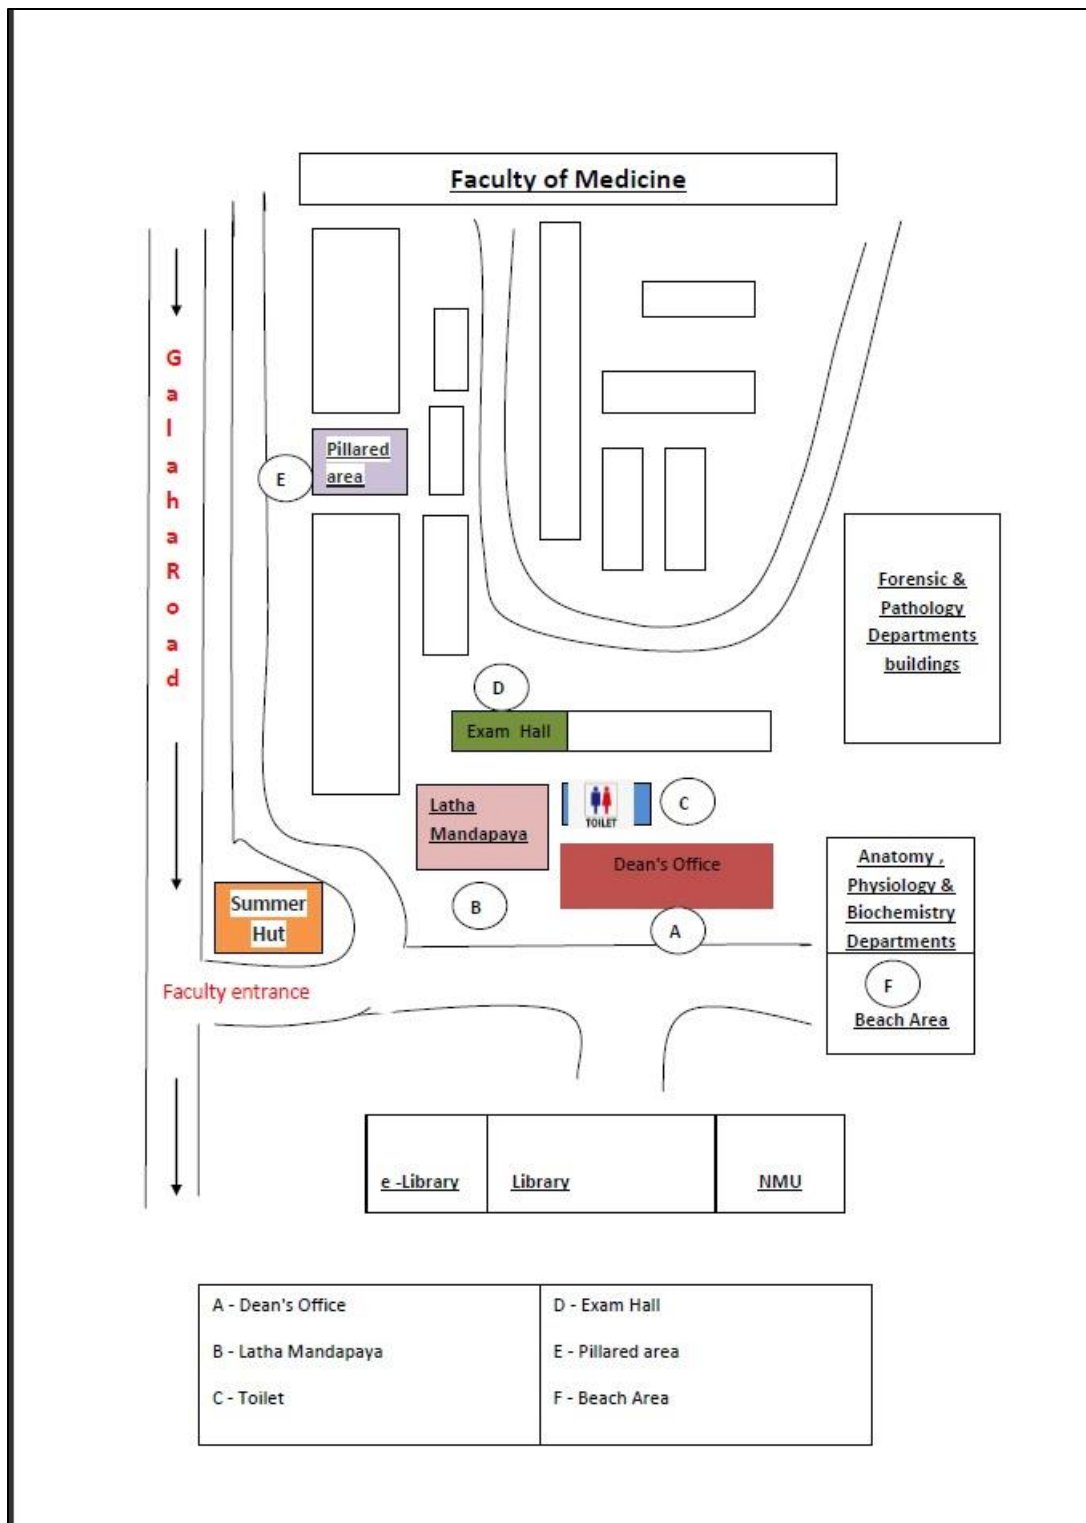 Faculty of Medicine
GalahaRoad
Pillared
area
E
Forensic &
Pathology
Departments
buildings
D
Exam Hall
Latha
Mandapaya
TOILET
C
Dean's Office
Anatomy ,
Physiology &
Biochemistry
Departments
Summer
Hut
B
A
F
Beach Area
Faculty entrance
e -Library
Library
NMU
A - Dean's Office
B - Latha Mandapaya
C - Toilet
D - Exam Hall
E - Pillared area
F - Beach Area